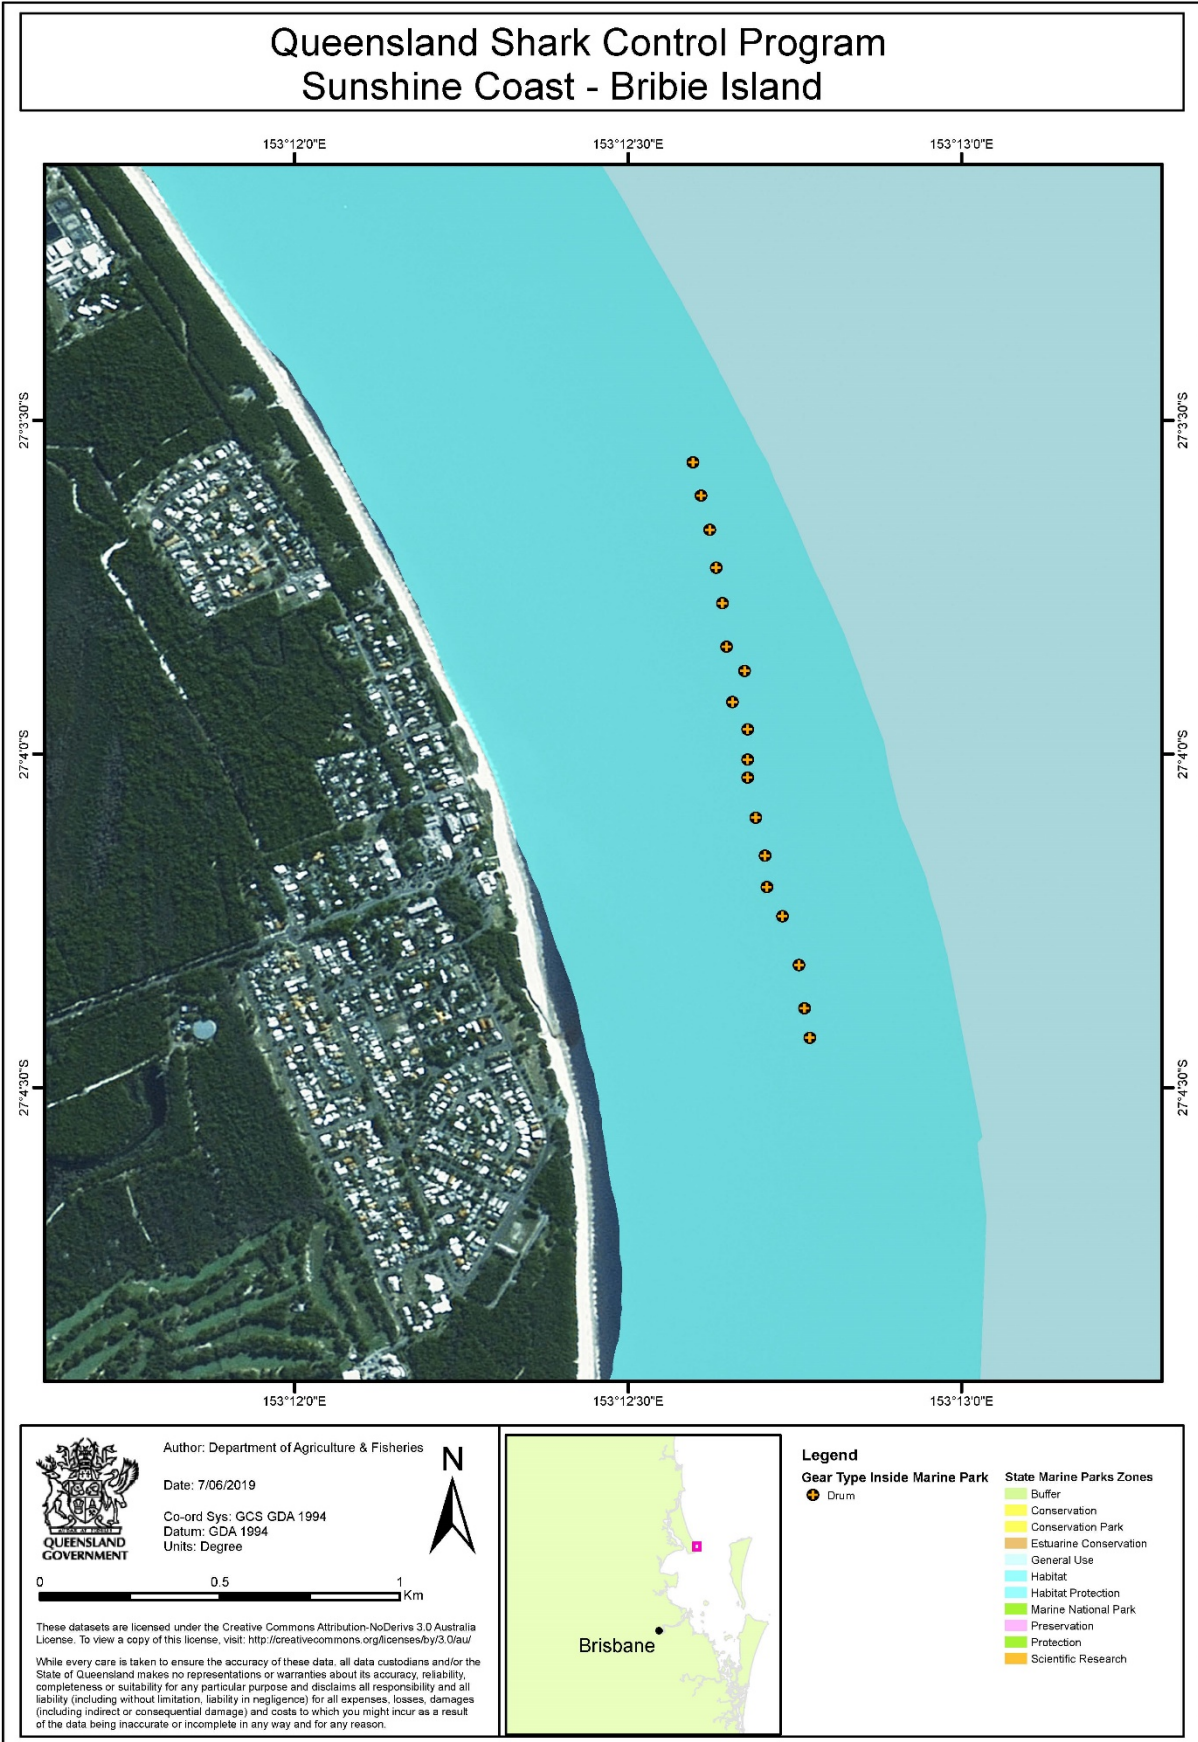 Queensland Shark Control Program
Sunshine Coast - Bribie Island
153°12'0"E
153°12'30"E
153°13'0"E
27°3'30"S
27°3'30"S
27°4'0"S
27°4'0"S
27°4'30"S
27°4'30"S
153°12'0"E
153°12'30"E
153°13'0"E
QUEENSLAND
GOVERNMENT
Author: Department of Agriculture & Fisheries
Date: 7/06/2019
Co-ord Sys: GCS GDA 1994
Datum: GDA 1994
Units: Degree
N
0 0.5 1
Km
These datasets are licensed under the Creative Commons Attribution-NoDerivs 3.0 Australia
License. To view a copy of this license, visit: http://creativecommons.org/licenses/by/3.0/au/
While every care is taken to ensure the accuracy of these data, all data custodians and/or the
State of Queensland makes no representations or warranties about its accuracy, reliability,
completeness or suitability for any particular purpose and disclaims all responsibility and all
liability (including without limitation, liability in negligence) for all expenses, losses, damages
(including indirect or consequential damage) and costs to which you might incur as a result
of the data being inaccurate or incomplete in any way and for any reason.
Brisbane
Legend
Gear Type Inside Marine Park
Drum
State Marine Parks Zones
Buffer
Conservation
Conservation Park
Estuarine Conservation
General Use
Habitat
Habitat Protection
Marine National Park
Preservation
Protection
Scientific Research